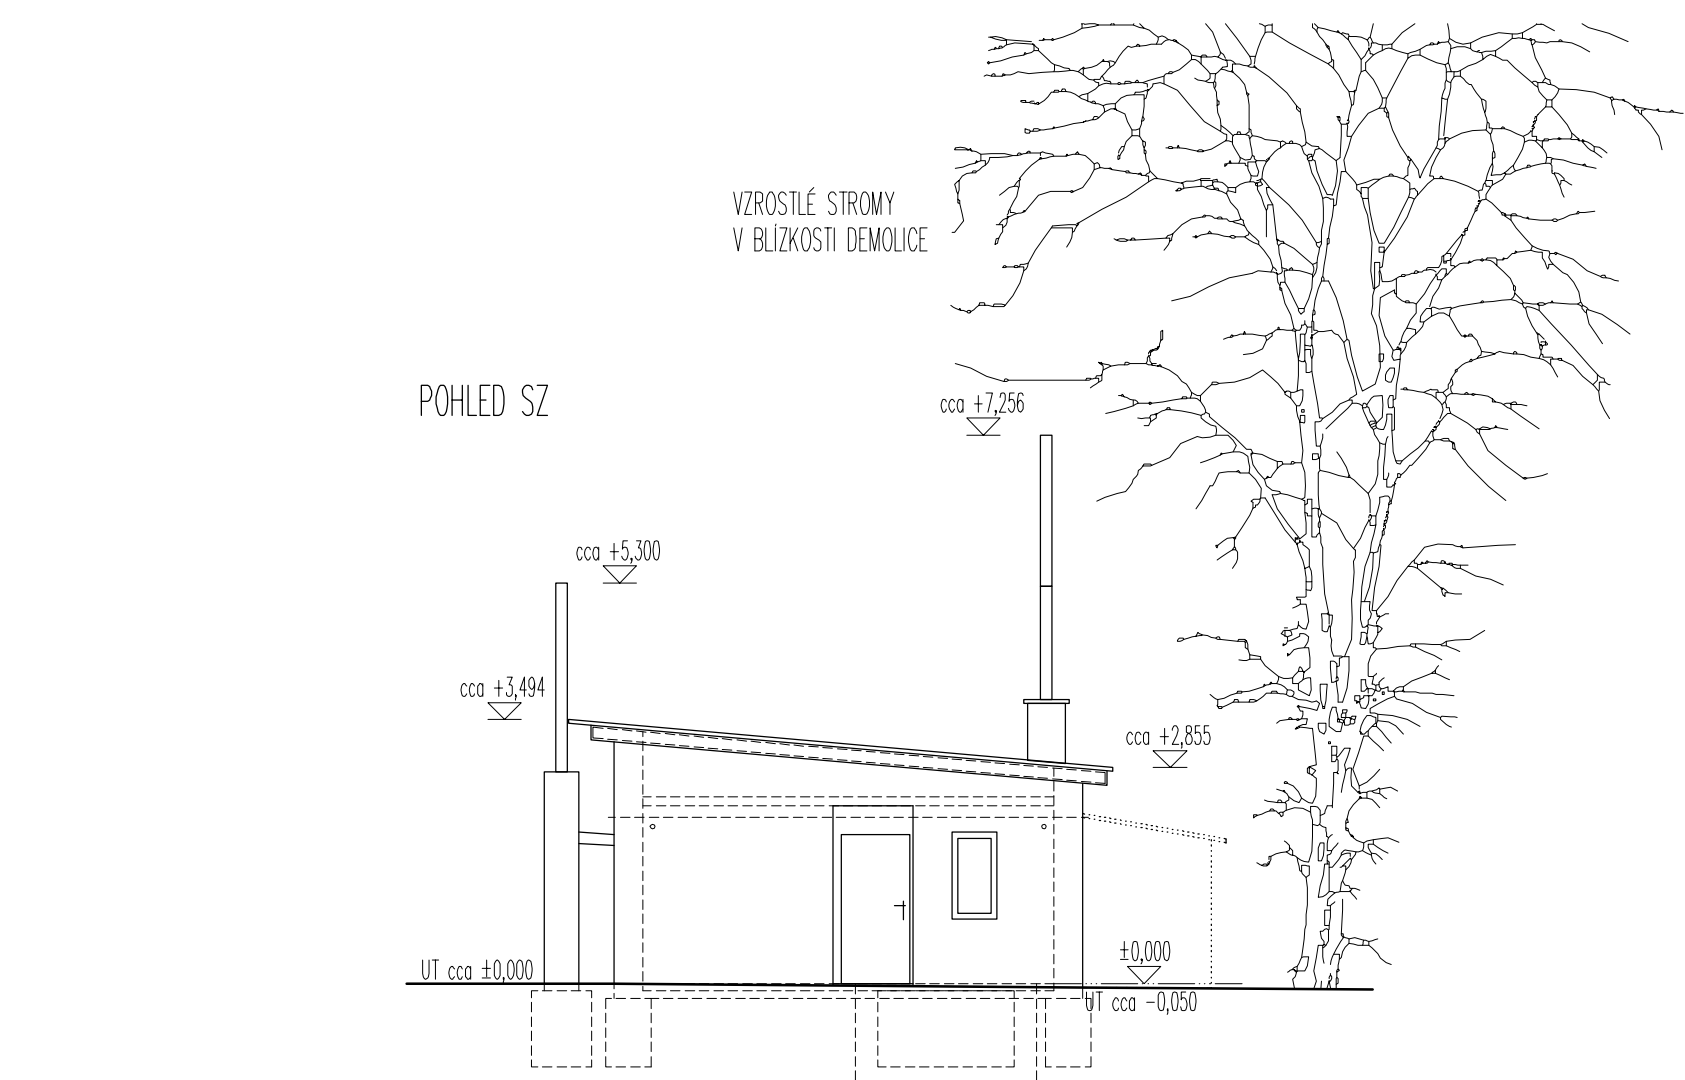 VZROSTLÉ STROMY
V BLÍZKOSTI DEMOLICE
POHLED SZ
cca +7,256
cca +5,300
cca +3,494
cca +2,855
±0,000
UT cca ±0,000
UT cca -0,050